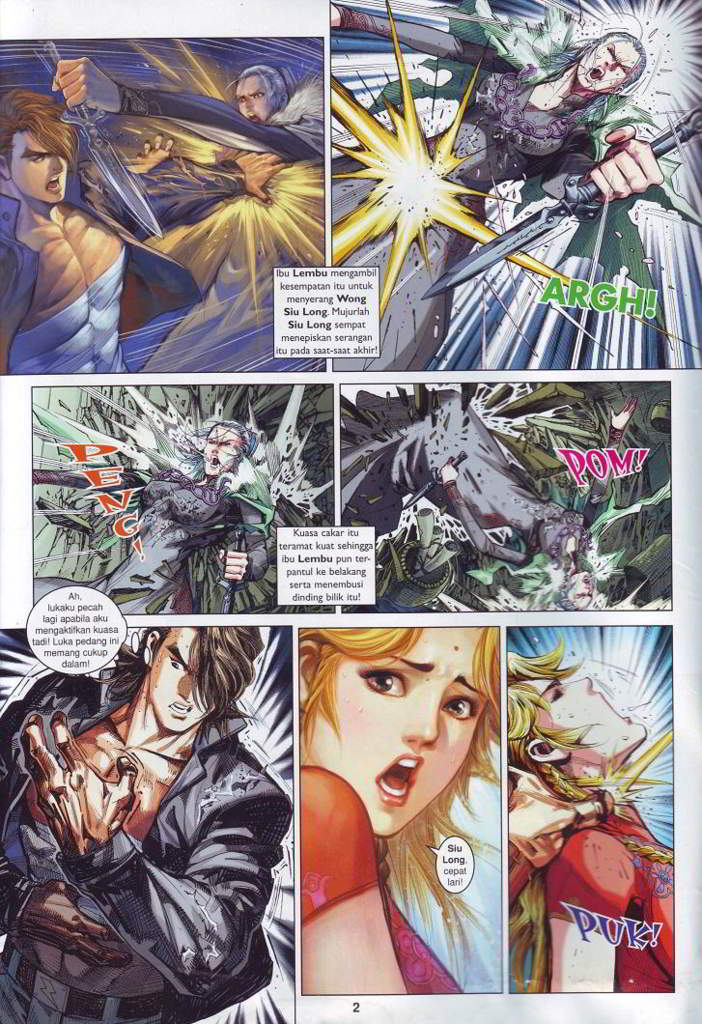 Ibu Lembu mengambil
kesempatan itu untuk
menyerang Wong
Siu Long. Mujurlah
Siu Long sempat
menepiskan serangan
itu pada saat-saat akhir!
ARGH!
PENG!
Kuasa cakar itu
teramat kuat sehingga
ibu Lembu pun ter-
pantul ke belakang
serta menembusi
dinding bilik itu!
POM!
Ah,
lukaku pecah
lagi apabila aku
mengaktifkan kuasa
tadi! Luka pedang ini
memang cukup
dalam!
Siu
Long,
cepat
lari!
PUK!
2